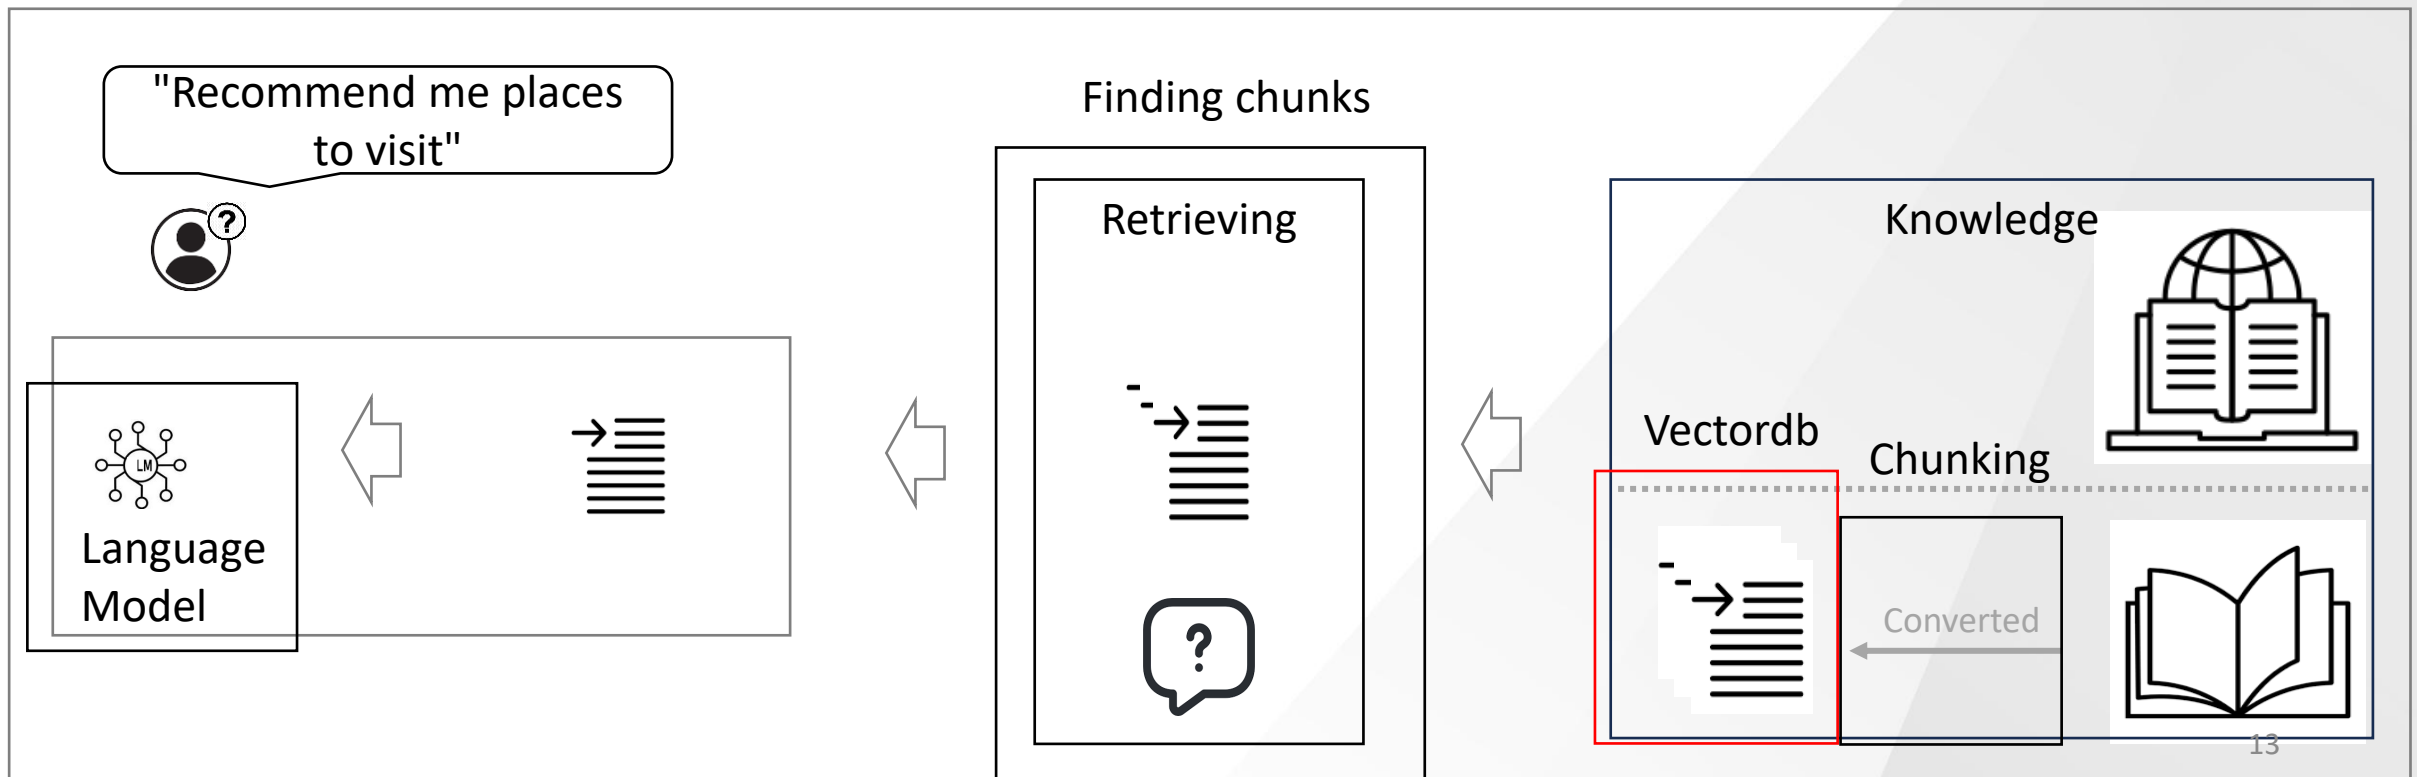 "Recommend me places
to visit"
?
LM
Language
Model
Finding chunks
Retrieving
?
Knowledge
Vectordb
Chunking
Converted
13